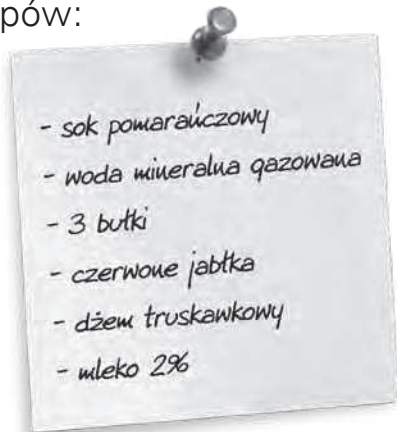 pów:
- sok pomarańczowy
- woda mineralna gazowana
- 3 bułki
- czerwone jabłka
- dżem truskawkowy
- mleko 2%